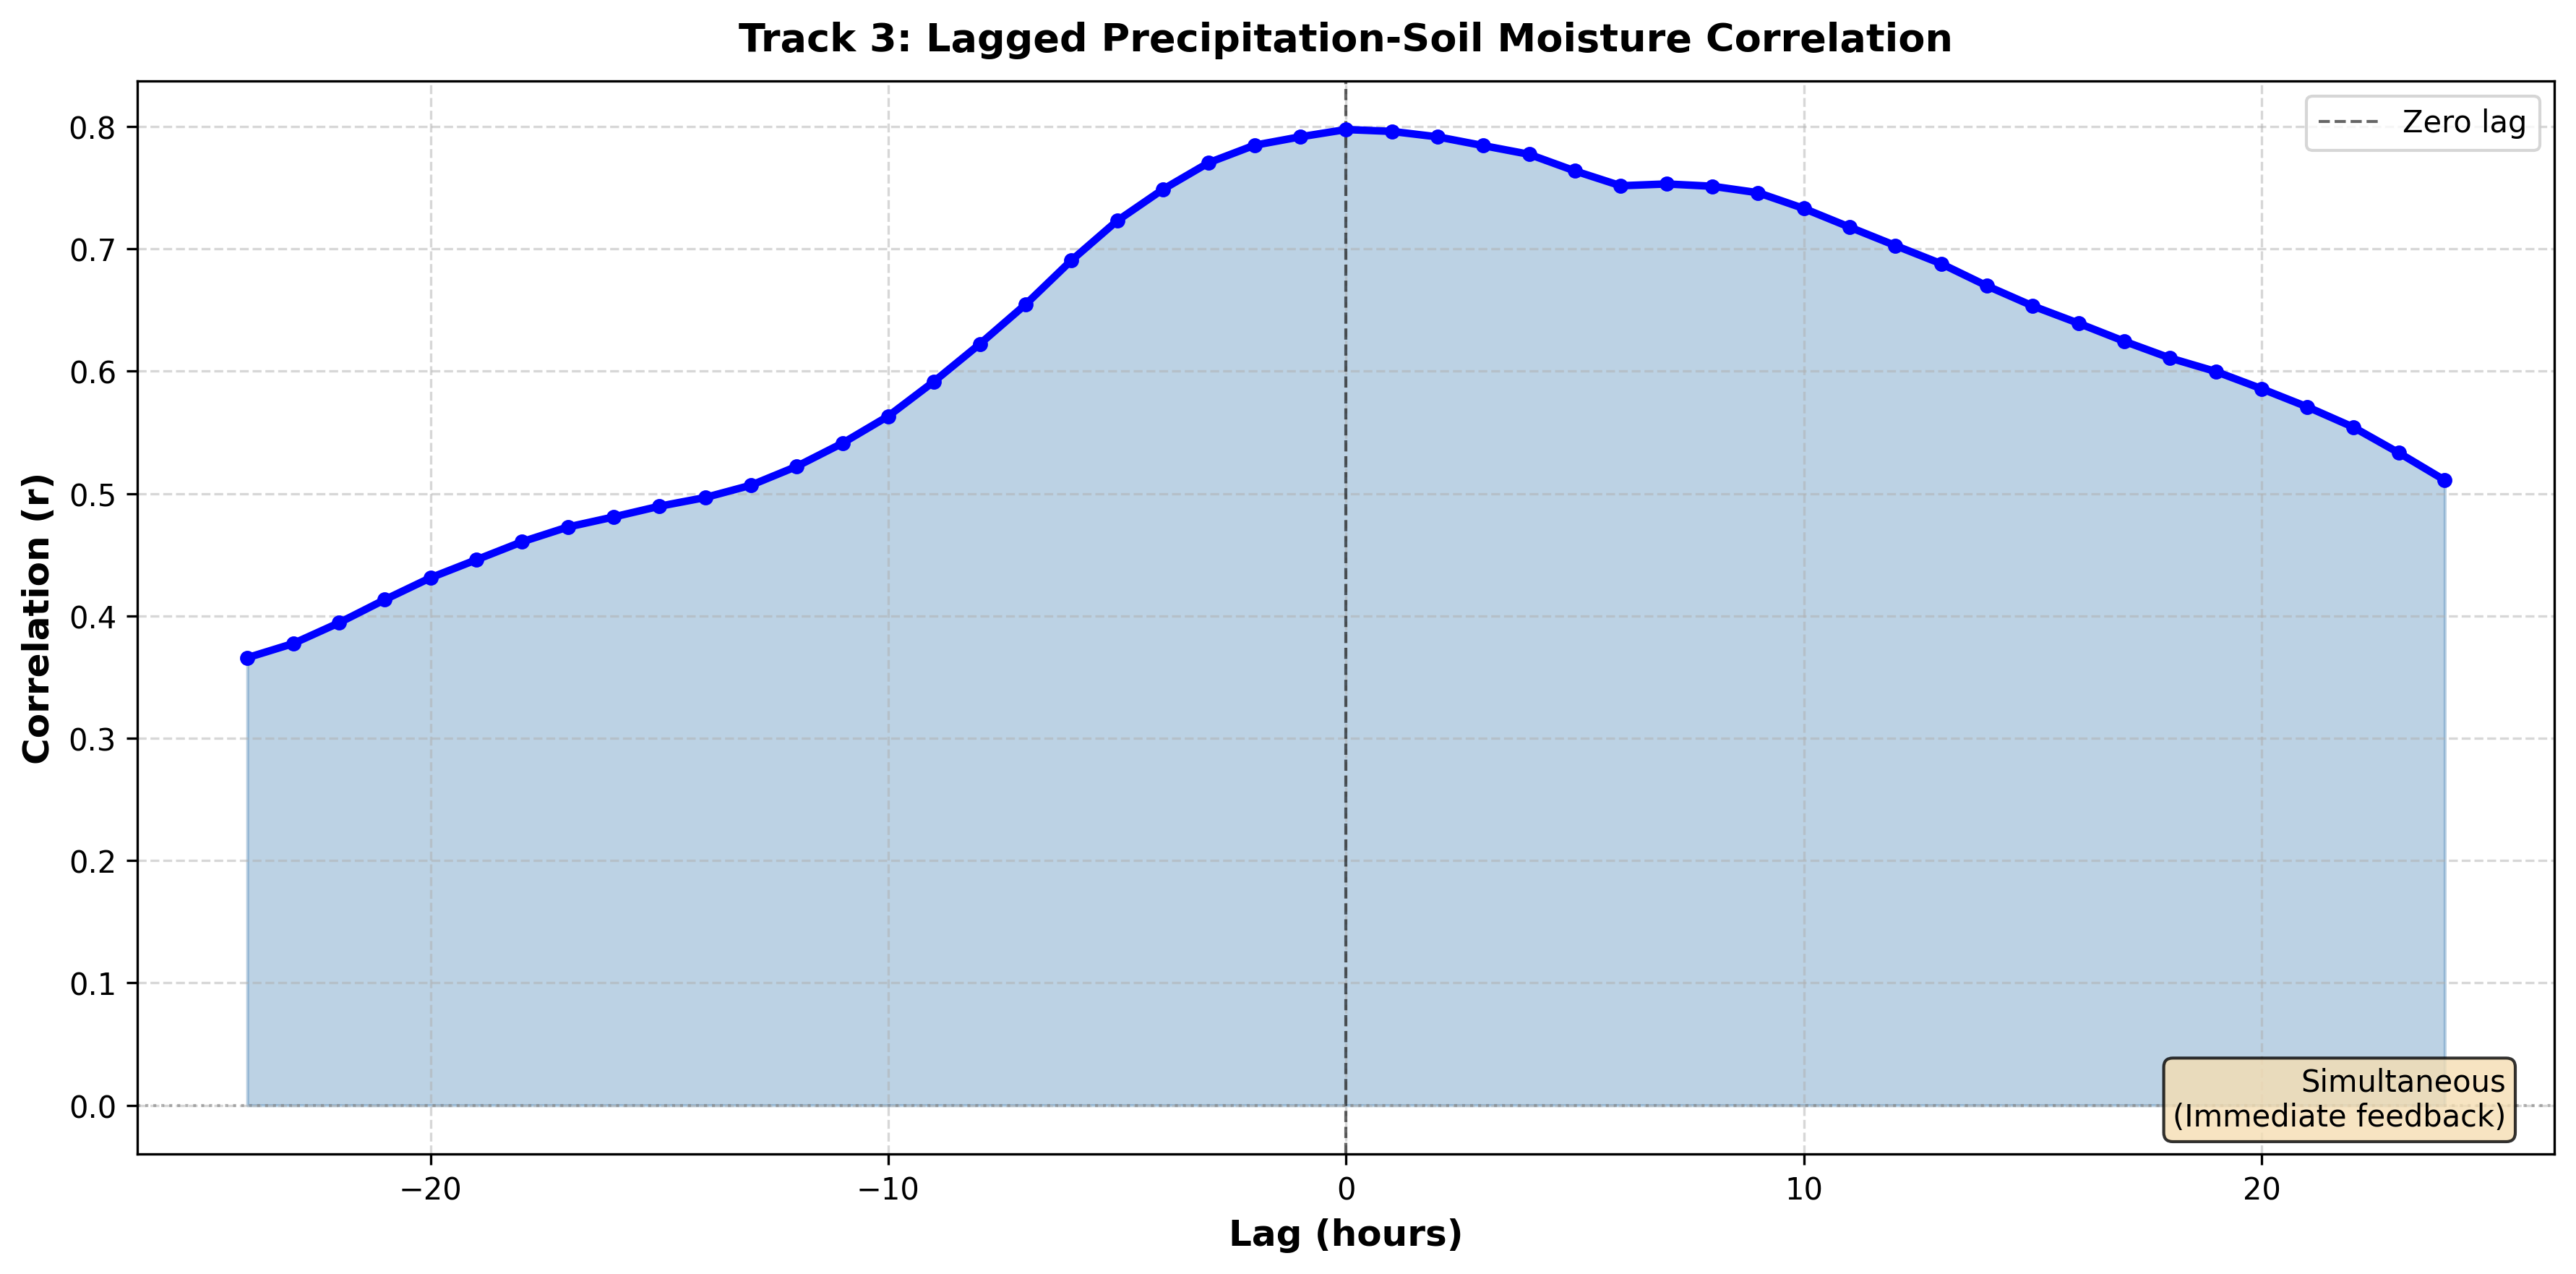 Track 3: Lagged Precipitation-Soil Moisture Correlation
Zero lag
Correlation (r)
0.8
0.7
0.6
0.5
0.4
0.3
0.2
0.1
0.0
Simultaneous
(Immediate feedback)
−20
−10
0
10
20
Lag (hours)